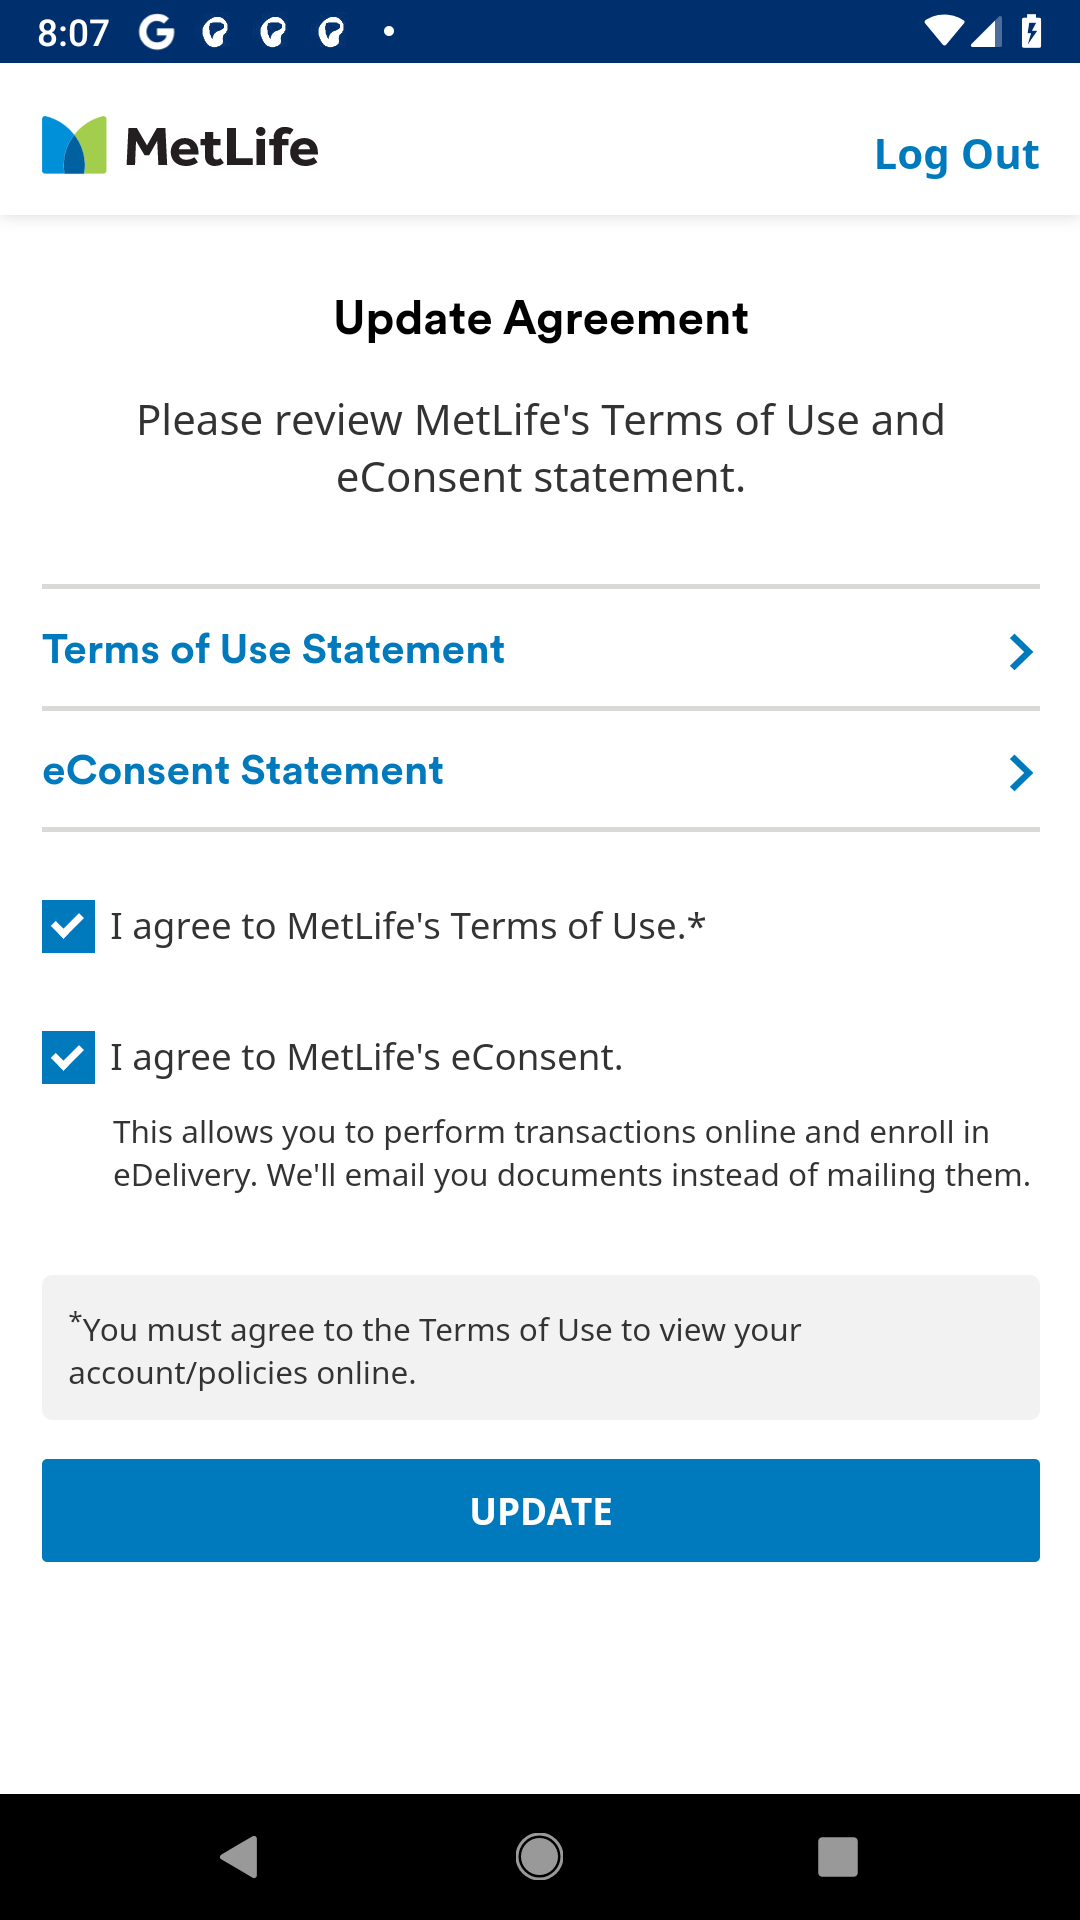 8:07
MetLife
Log Out
Update Agreement
Please review MetLife's Terms of Use and
eConsent statement.
Terms of Use Statement
eConsent Statement
I agree to MetLife's Terms of Use.*
I agree to MetLife's eConsent.
This allows you to perform transactions online and enroll in
eDelivery. We'll email you documents instead of mailing them.
*You must agree to the Terms of Use to view your
account/policies online.
UPDATE